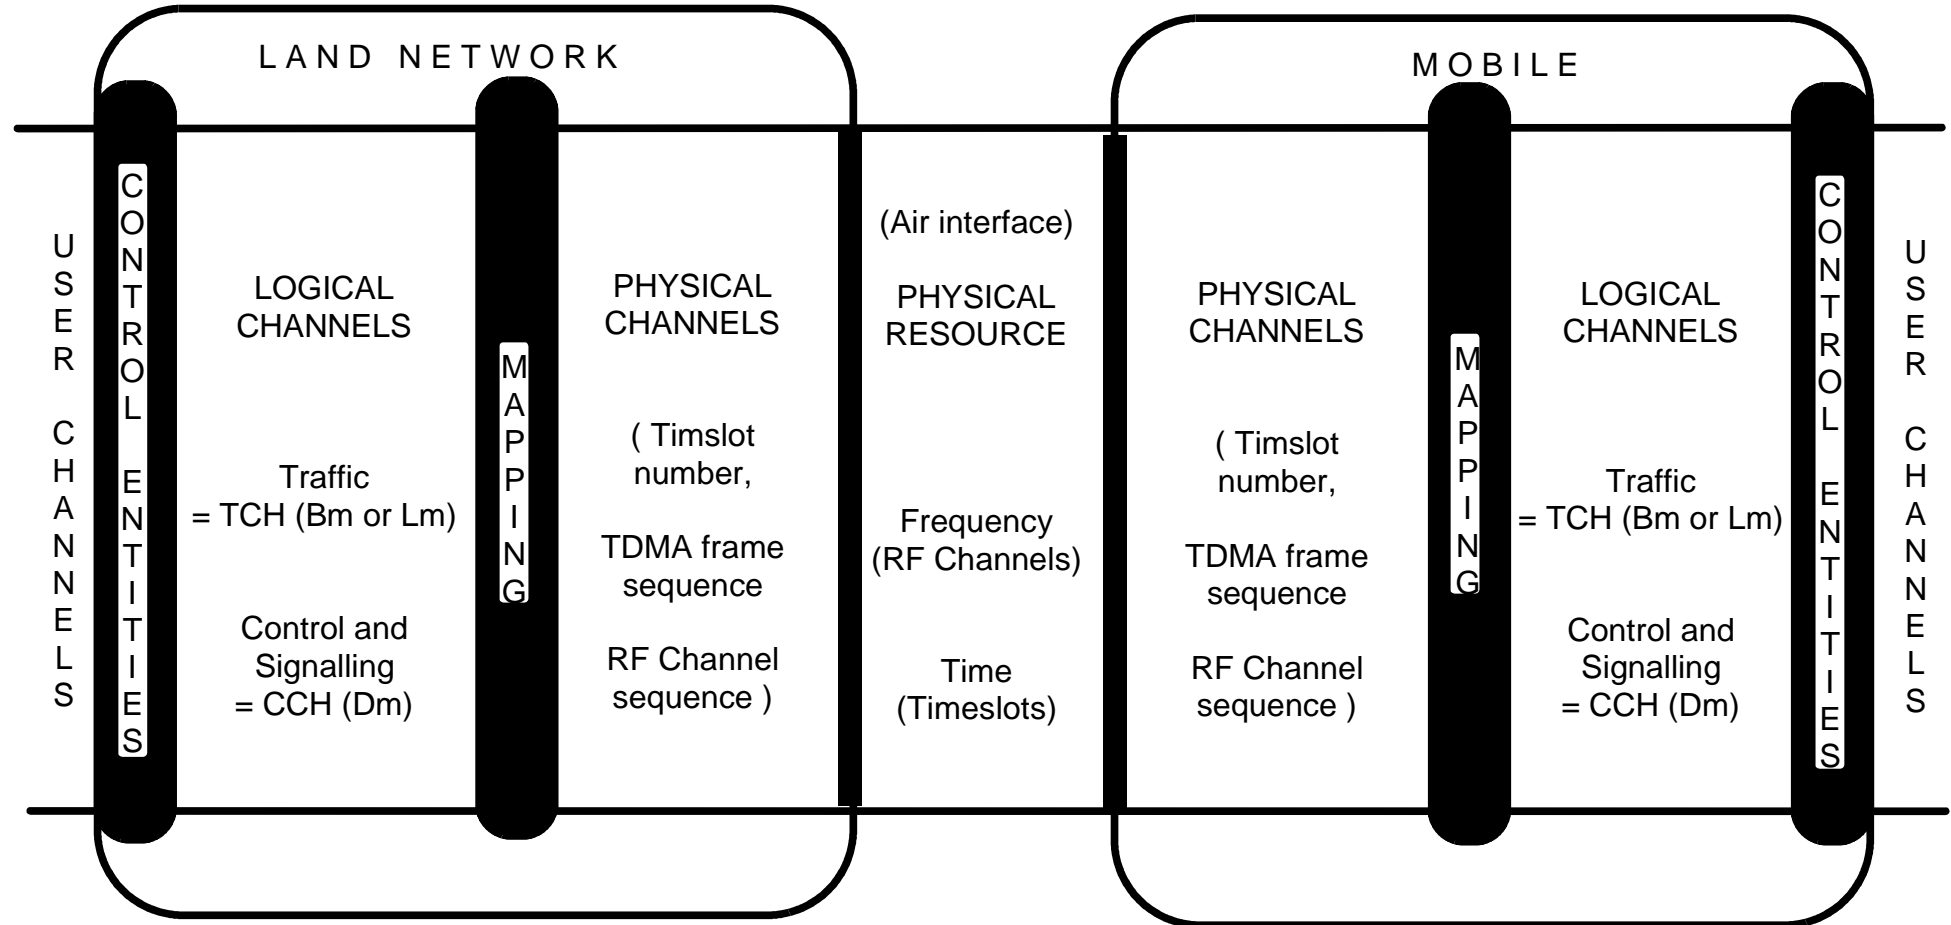 LAND NETWORK
MOBILE
USER CHANNELS
CONTROL ENTITIES
LOGICAL
CHANNELS
Traffic
= TCH (Bm or Lm)
Control and
Signalling
= CCH (Dm)
MAPPING
PHYSICAL
CHANNELS
( Timslot
number,
TDMA frame
sequence
RF Channel
sequence )
(Air interface)
PHYSICAL
RESOURCE
Frequency
(RF Channels)
Time
(Timeslots)
PHYSICAL
CHANNELS
( Timslot
number,
TDMA frame
sequence
RF Channel
sequence )
MAPPING
LOGICAL
CHANNELS
Traffic
= TCH (Bm or Lm)
Control and
Signalling
= CCH (Dm)
CONTROL ENTITIES
USER CHANNELS